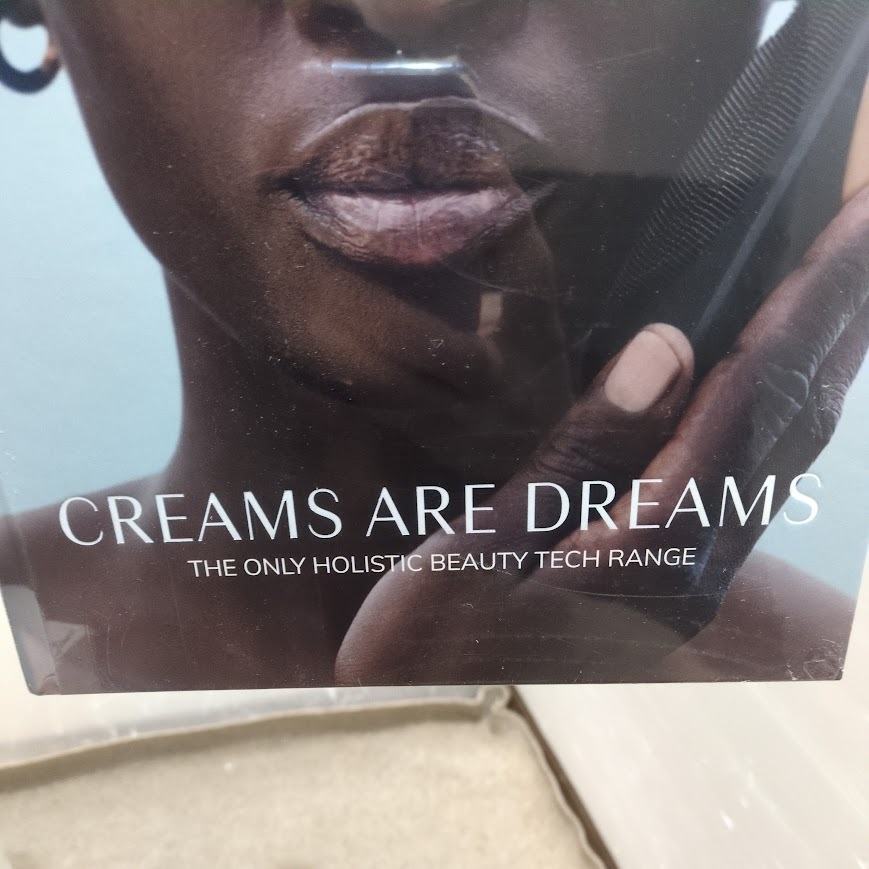 CREAMS ARE DREAMS
THE ONLY HOLISTIC BEAUTY TECH RANGE